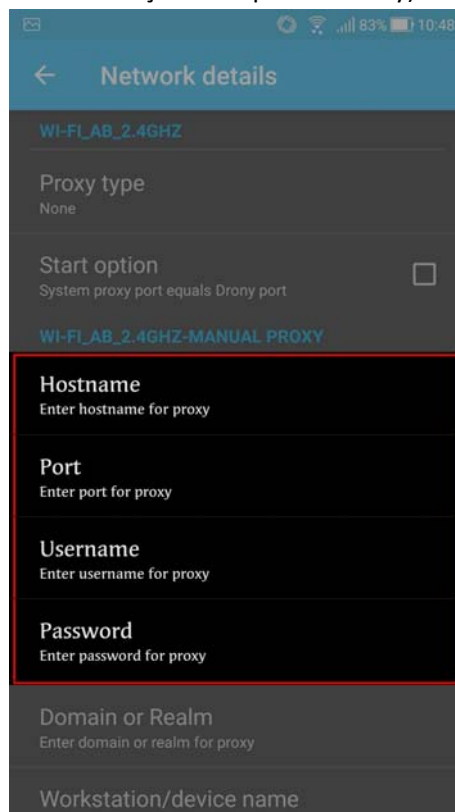 83% 10:48
Network details
WI-FI_AB_2.4GHZ
Proxy type
None
Start option
System proxy port equals Drony port
WI-FI_AB_2.4GHZ-MANUAL PROXY
Hostname
Enter hostname for proxy
Port
Enter port for proxy
Username
Enter username for proxy
Password
Enter password for proxy
Domain or Realm
Enter domain or realm for proxy
Workstation/device name